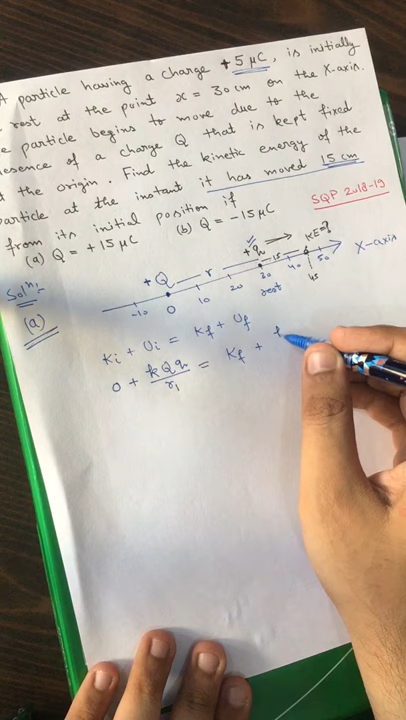 A particle having a charge +5 μC, is initially
rest at the point x = 30 cm on the X-axis.
particle begins to move due to the
of a charge Q that is kept fixed
the origin. Find the kinetic energy of the
particle at the instant it has moved 15 cm
from its initial position if
SQP 2018-19
(a) Q = +15 μC (b) Q = -15 μC
Solⁿ:
(a)
+Q r +q -15- KE=?
-10 0 10 20 30 40 50 X-axis
rest 45
Ki + Ui = Kf + Uf
0 + kQq/r₁ = Kf +